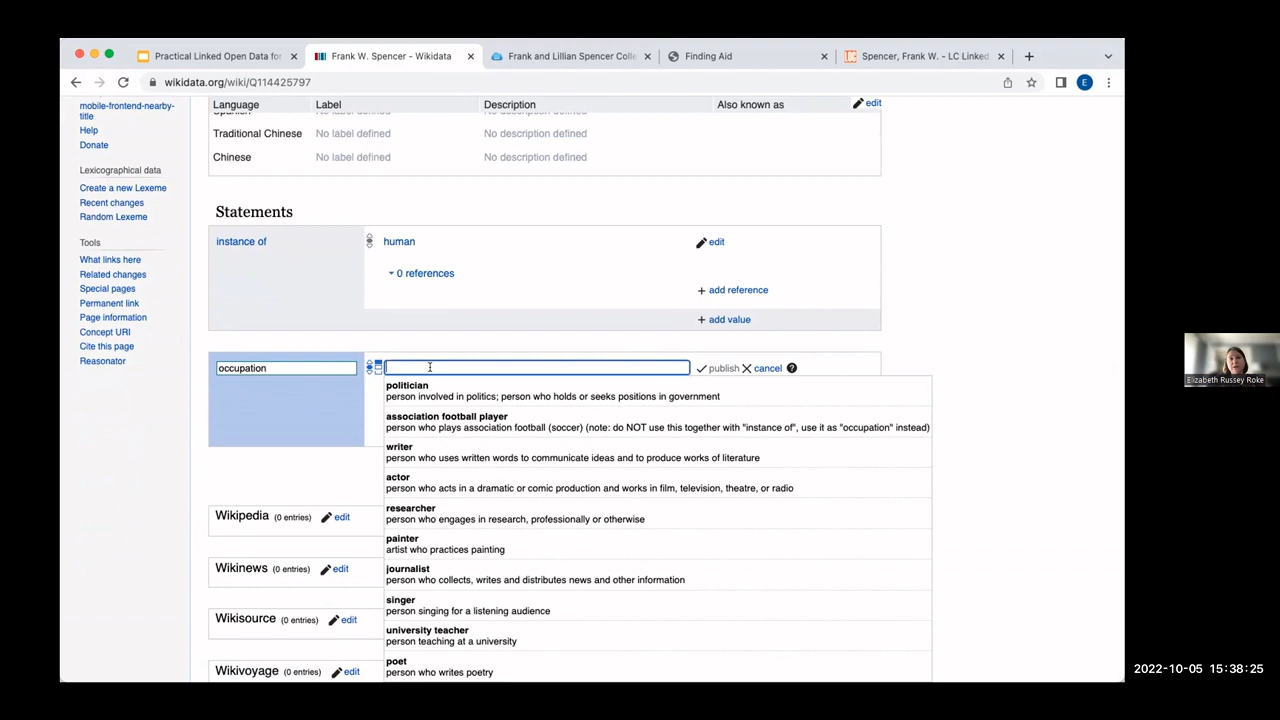 Practical Linked Open Data for
Frank W. Spencer - Wikidata
Frank and Lillian Spencer Colle
Finding Aid
Spencer, Frank W. - LC Linked
wikidata.org/wiki/Q114425797
E
mobile-frontend-nearby-
title
Help
Donate
Lexicographical data
Create a new Lexeme
Recent changes
Random Lexeme
Tools
What links here
Related changes
Special pages
Permanent link
Page information
Concept URI
Cite this page
Reasonator
Language Label Description Also known as edit
Spanish No label defined No description defined
Traditional Chinese No label defined No description defined
Chinese No label defined No description defined
Statements
instance of human edit
0 references
+ add reference
+ add value
occupation publish cancel ?
politician
person involved in politics; person who holds or seeks positions in government
association football player
person who plays association football (soccer) (note: do NOT use this together with "instance of", use it as "occupation" instead)
writer
person who uses written words to communicate ideas and to produce works of literature
actor
person who acts in a dramatic or comic production and works in film, television, theatre, or radio
researcher
person who engages in research, professionally or otherwise
painter
artist who practices painting
journalist
person who collects, writes and distributes news and other information
singer
person singing for a listening audience
university teacher
person teaching at a university
poet
person who writes poetry
Wikipedia (0 entries) edit
Wikinews (0 entries) edit
Wikisource (0 entries) edit
Wikivoyage (0 entries) edit
Elizabeth Russey Roke
2022-10-05 15:38:25